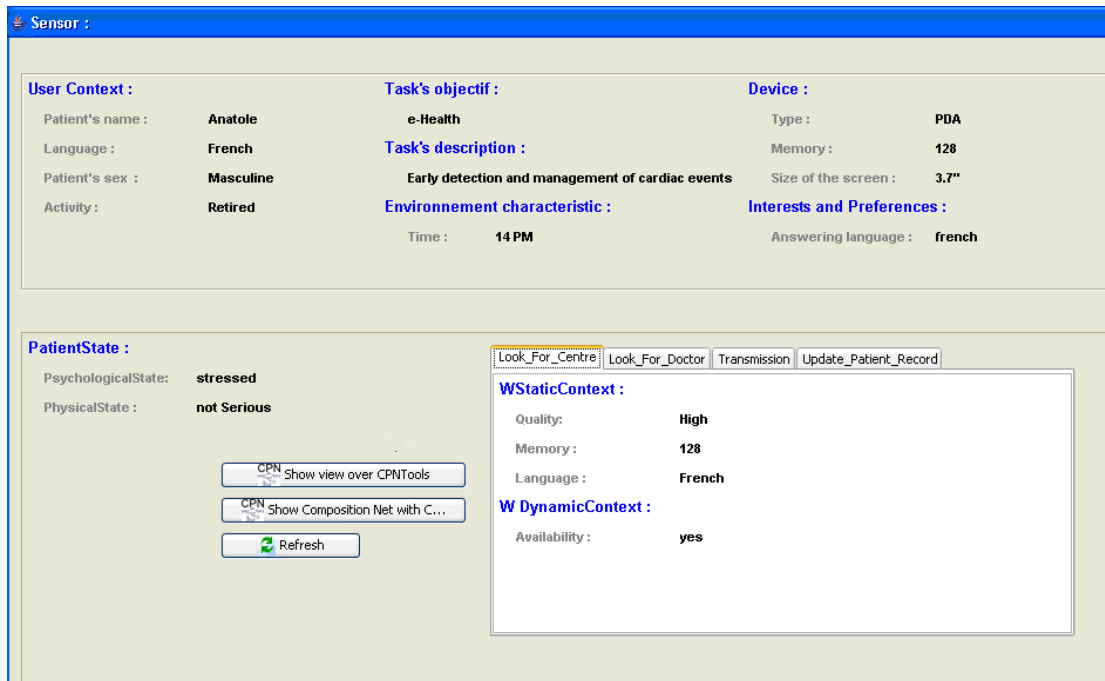 Sensor :
User Context :
Patient's name : Anatole
Language : French
Patient's sex : Masculine
Activity : Retired
Task's objectif :
e-Health
Task's description :
Early detection and management of cardiac events
Environnement characteristic :
Time : 14 PM
Device :
Type : PDA
Memory : 128
Size of the screen : 3.7"
Interests and Preferences :
Answering language : french
PatientState :
PsychologicalState: stressed
PhysicalState : not Serious
CPN Show view over CPNTools
CPN Show Composition Net with C...
Refresh
Look_For_Centre Look_For_Doctor Transmission Update_Patient_Record
WStaticContext :
Quality: High
Memory : 128
Language : French
W DynamicContext :
Availability : yes